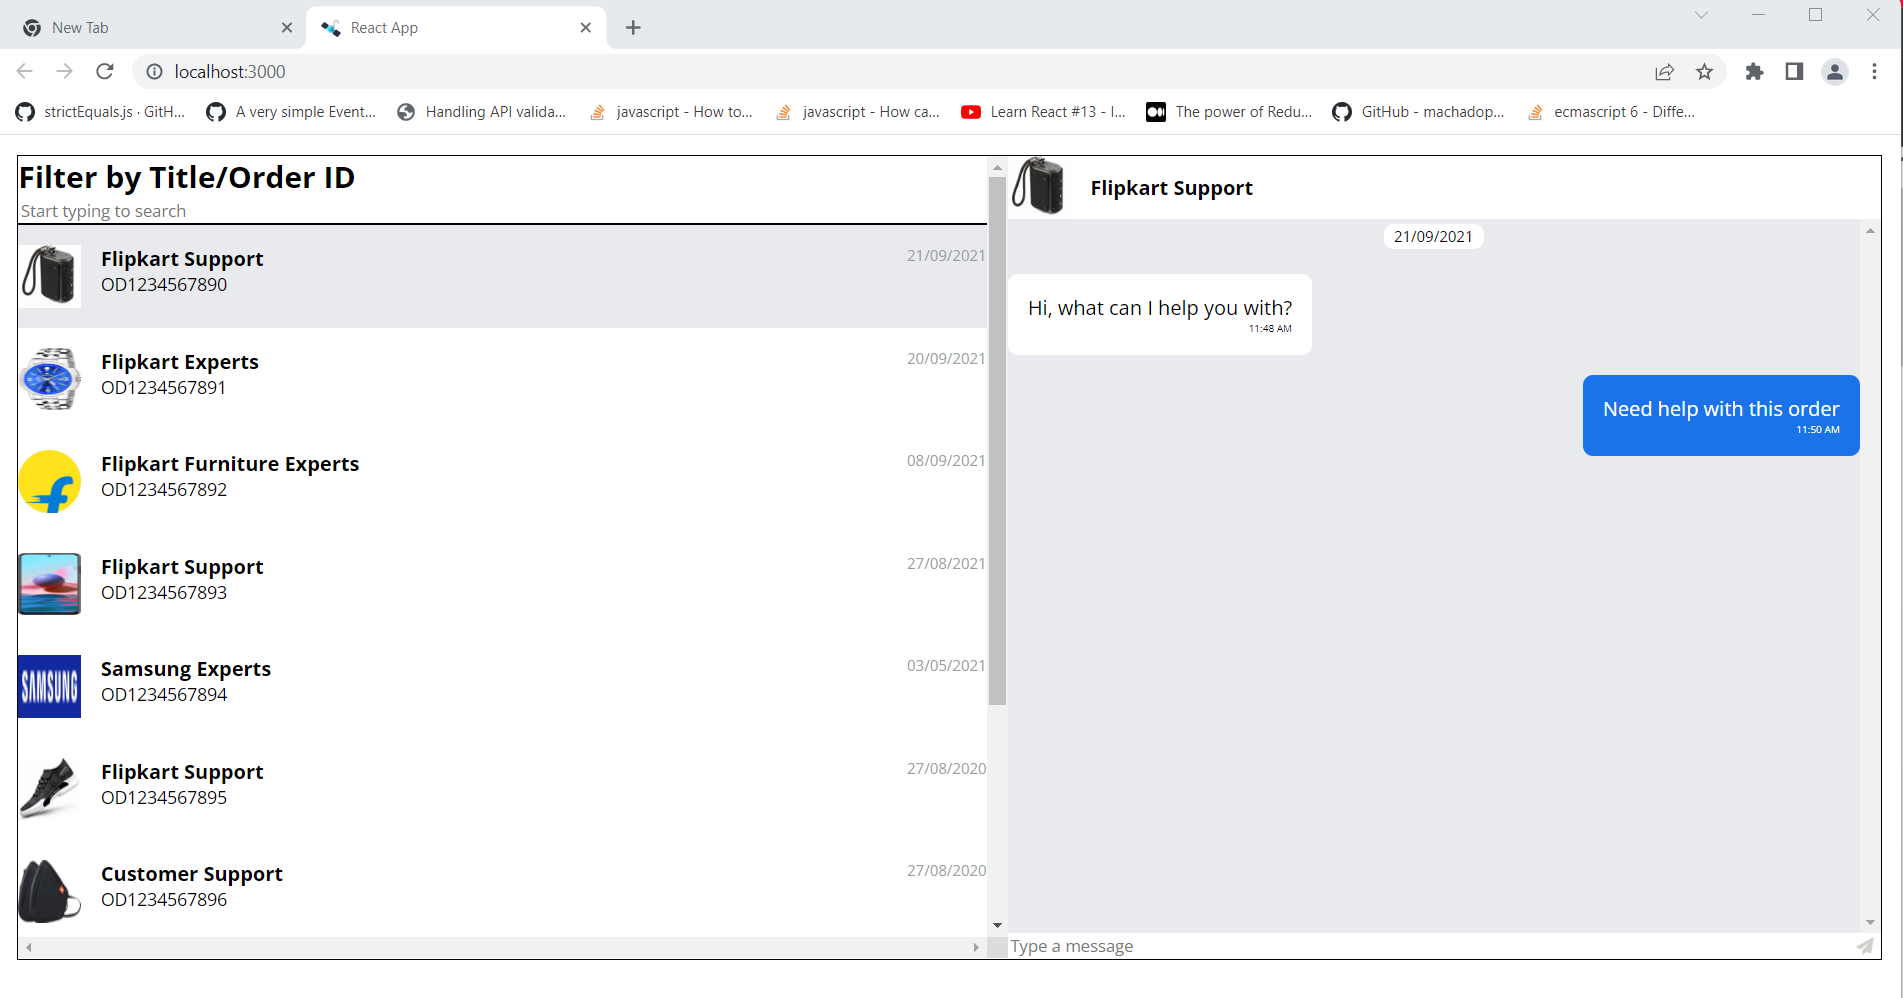 New Tab
React App
localhost:3000
strictEquals.js · GitH...
A very simple Event...
Handling API valida...
javascript - How to...
javascript - How ca...
Learn React #13 - I...
The power of Redu...
GitHub - machadop...
ecmascript 6 - Diffe...
Filter by Title/Order ID
Start typing to search
Flipkart Support
21/09/2021
OD1234567890
Flipkart Experts
20/09/2021
OD1234567891
Flipkart Furniture Experts
08/09/2021
OD1234567892
Flipkart Support
27/08/2021
OD1234567893
SAMSUNG
Samsung Experts
03/05/2021
OD1234567894
Flipkart Support
27/08/2020
OD1234567895
Customer Support
27/08/2020
OD1234567896
Flipkart Support
21/09/2021
Hi, what can I help you with?
11:48 AM
Need help with this order
11:50 AM
Type a message